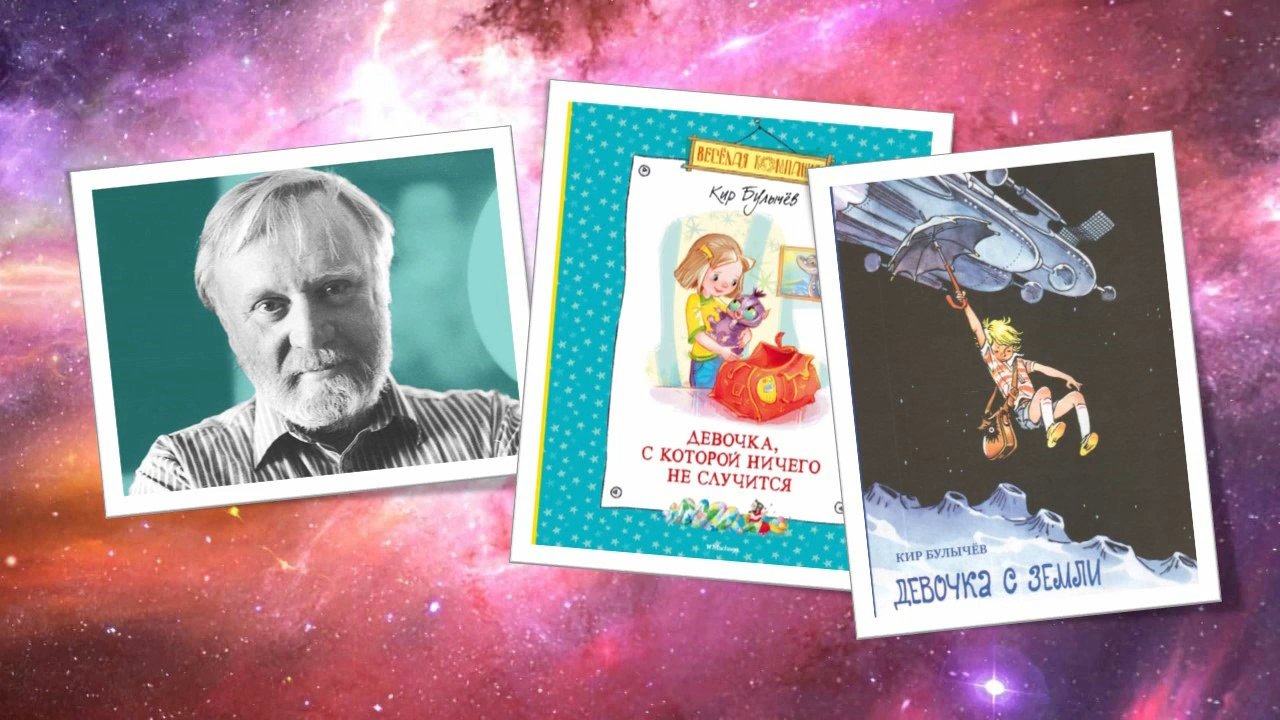 ВЕСЁЛАЯ КОМПАНИЯ
Кир Булычёв
ДЕВОЧКА,
С КОТОРОЙ НИЧЕГО
НЕ СЛУЧИТСЯ
КИР БУЛЫЧЁВ
ДЕВОЧКА С ЗЕМЛИ